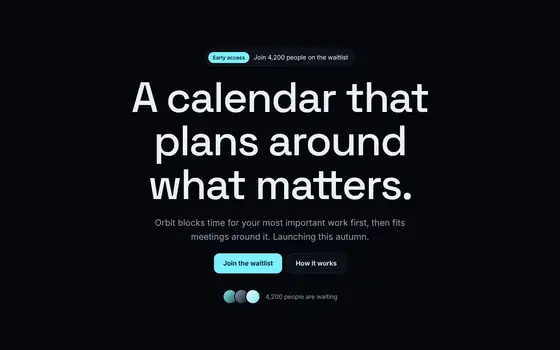 Early access Join 4,200 people on the waitlist
A calendar that
plans around
what matters.
Orbit blocks time for your most important work first, then fits
meetings around it. Launching this autumn.
Join the waitlist How it works
4,200 people are waiting